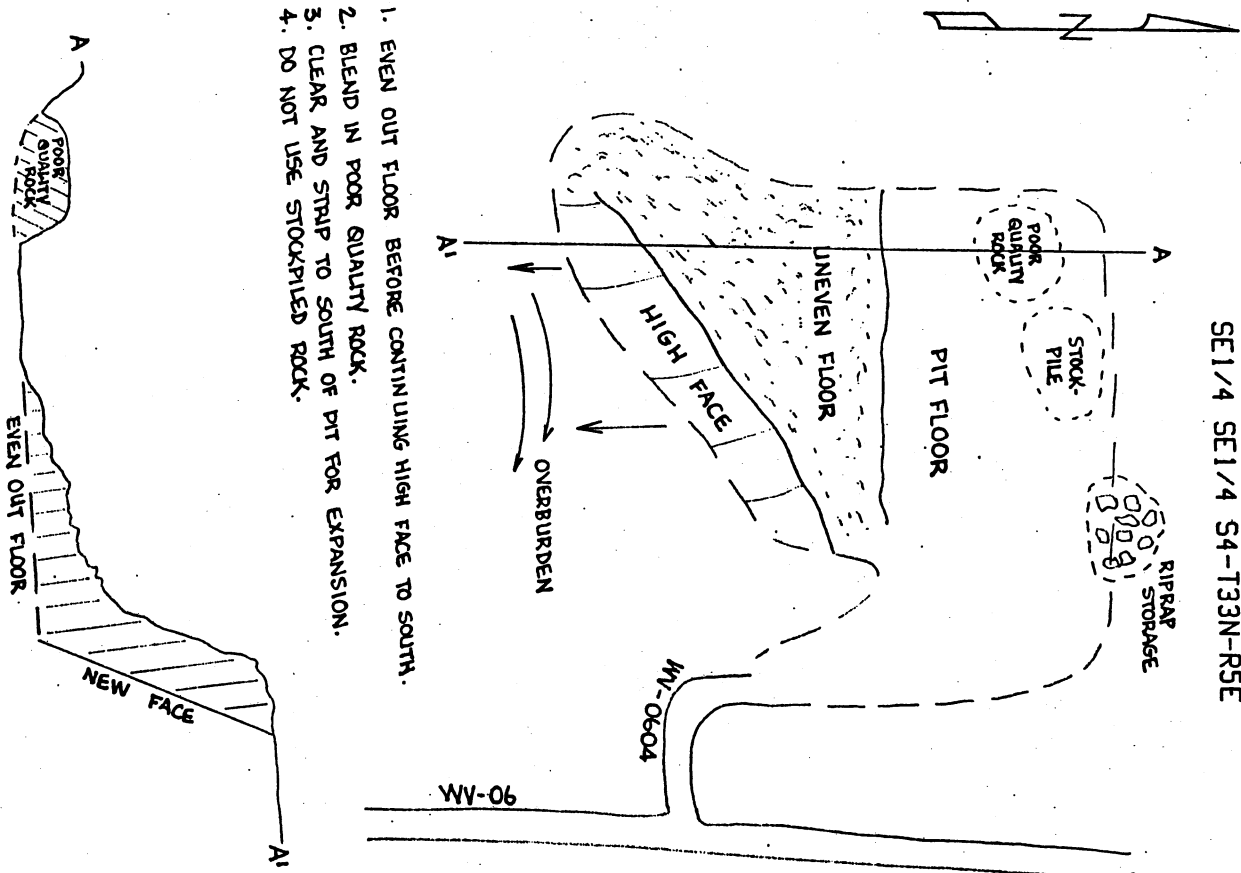 SE1/4 SE1/4 S4-T33N-R5E
N
A
POOR
QUALITY
ROCK
STOCK-
PILE
RIPRAP
STORAGE
PIT FLOOR
UNEVEN FLOOR
HIGH FACE
A'
OVERBURDEN
WV-0604
WV-06
1. EVEN OUT FLOOR BEFORE CONTINUING HIGH FACE TO SOUTH.
2. BLEND IN POOR QUALITY ROCK.
3. CLEAR AND STRIP TO SOUTH OF PIT FOR EXPANSION.
4. DO NOT USE STOCKPILED ROCK.
A
POOR
QUALITY
ROCK
EVEN OUT FLOOR
NEW FACE
A'